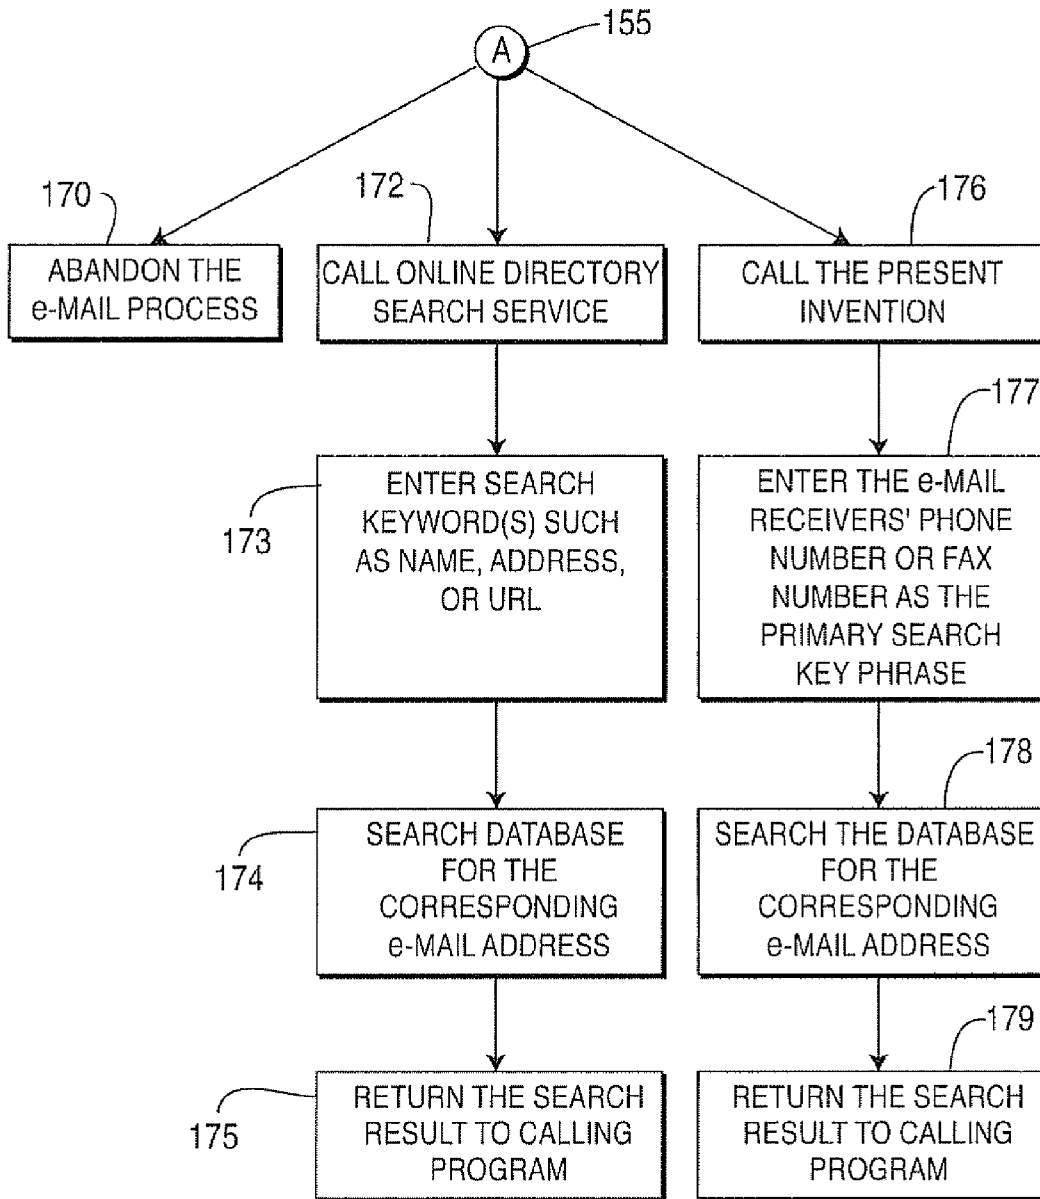 A
155
170
ABANDON THE
e-MAIL PROCESS
172
CALL ONLINE DIRECTORY
SEARCH SERVICE
176
CALL THE PRESENT
INVENTION
173
ENTER SEARCH
KEYWORD(S) SUCH
AS NAME, ADDRESS,
OR URL
177
ENTER THE e-MAIL
RECEIVERS' PHONE
NUMBER OR FAX
NUMBER AS THE
PRIMARY SEARCH
KEY PHRASE
174
SEARCH DATABASE
FOR THE
CORRESPONDING
e-MAIL ADDRESS
178
SEARCH THE DATABASE
FOR THE
CORRESPONDING
e-MAIL ADDRESS
175
RETURN THE SEARCH
RESULT TO CALLING
PROGRAM
179
RETURN THE SEARCH
RESULT TO CALLING
PROGRAM